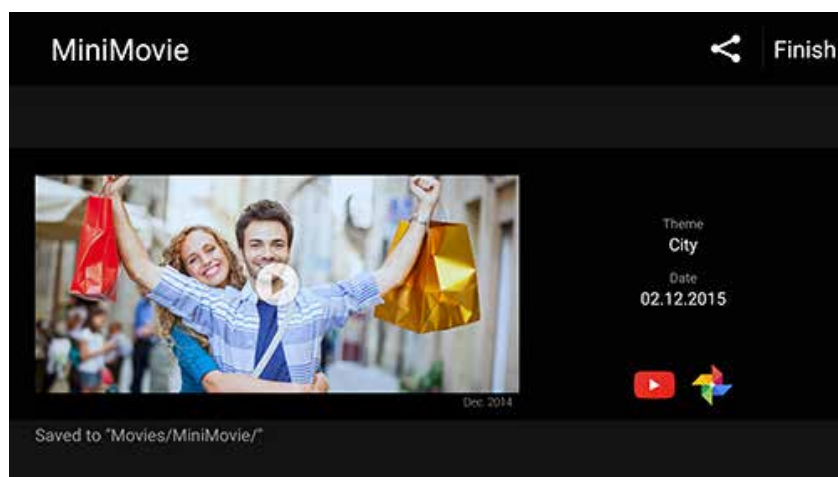 MiniMovie
Finish
Theme
City
Date
02.12.2015
Dec. 2014
Saved to "Movies/MiniMovie/"